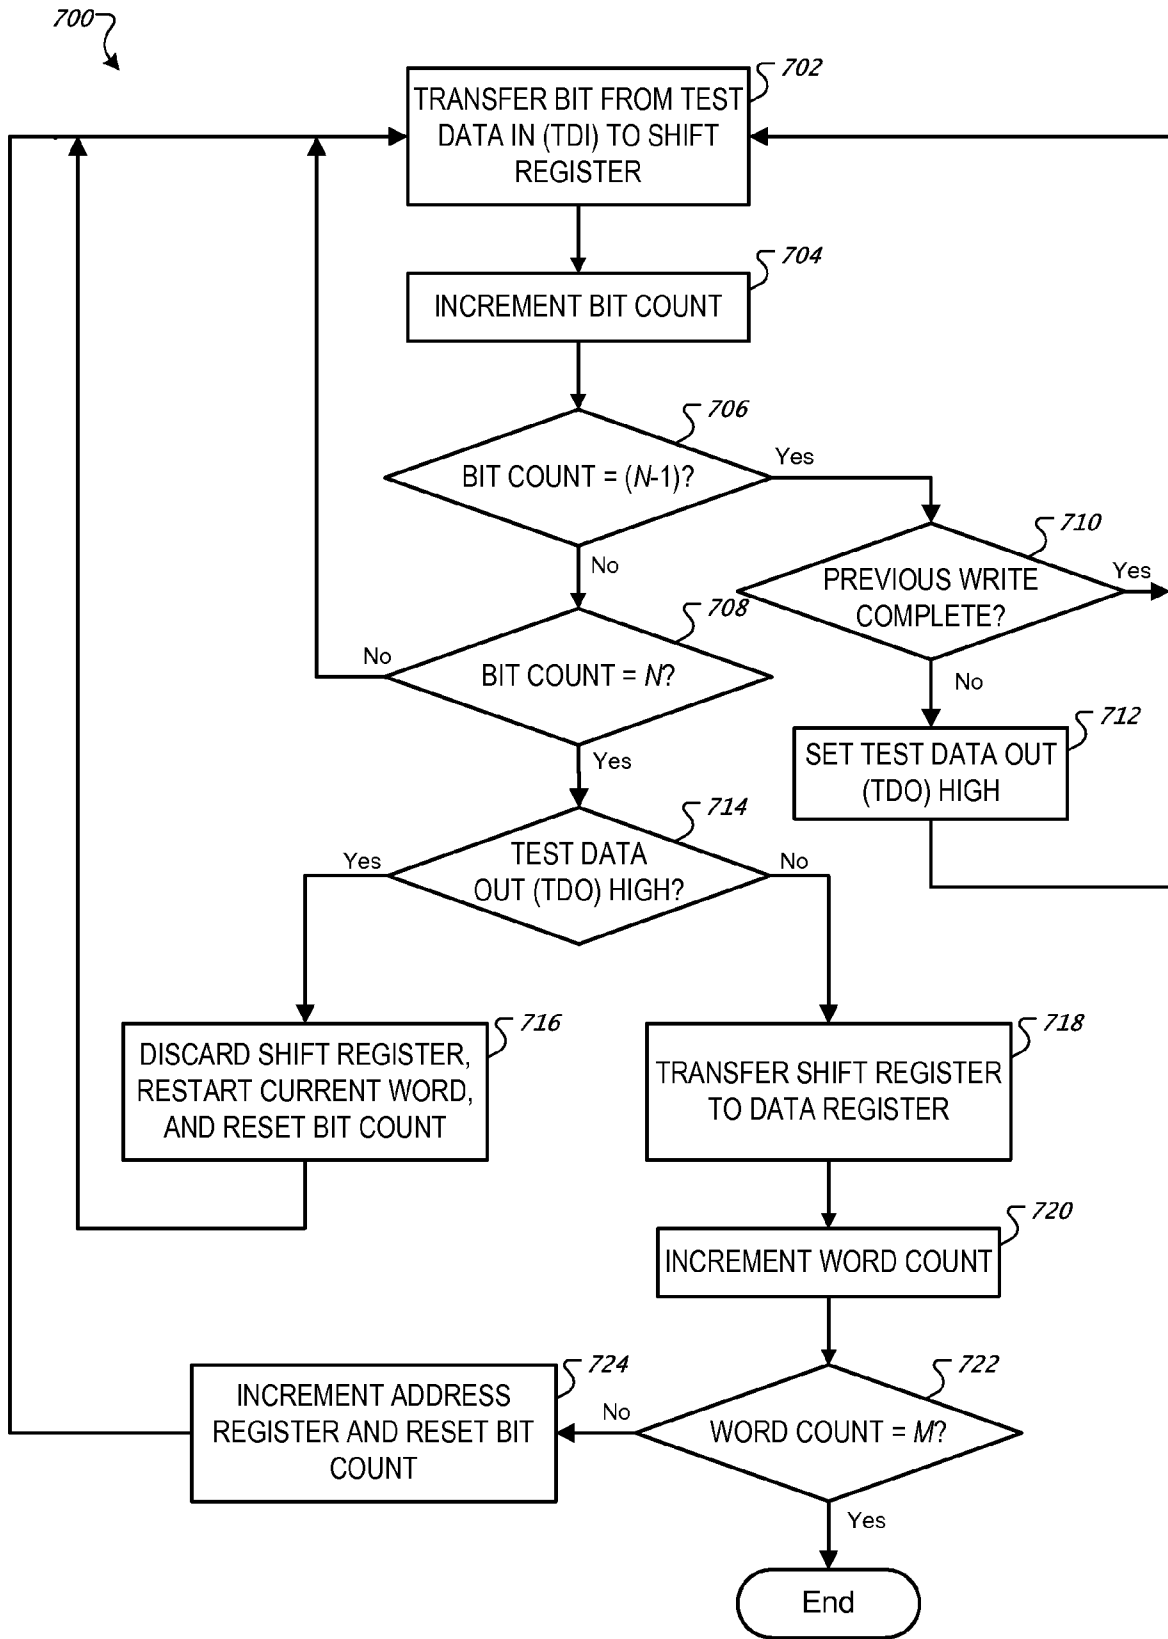 700
702
TRANSFER BIT FROM TEST
DATA IN (TDI) TO SHIFT
REGISTER
704
INCREMENT BIT COUNT
706
BIT COUNT = (N-1)?
Yes
No
710
PREVIOUS WRITE
COMPLETE?
Yes
No
708
BIT COUNT = N?
No
Yes
712
SET TEST DATA OUT
(TDO) HIGH
714
TEST DATA
OUT (TDO) HIGH?
Yes
No
716
DISCARD SHIFT REGISTER,
RESTART CURRENT WORD,
AND RESET BIT COUNT
718
TRANSFER SHIFT REGISTER
TO DATA REGISTER
720
INCREMENT WORD COUNT
722
WORD COUNT = M?
No
Yes
724
INCREMENT ADDRESS
REGISTER AND RESET BIT
COUNT
End